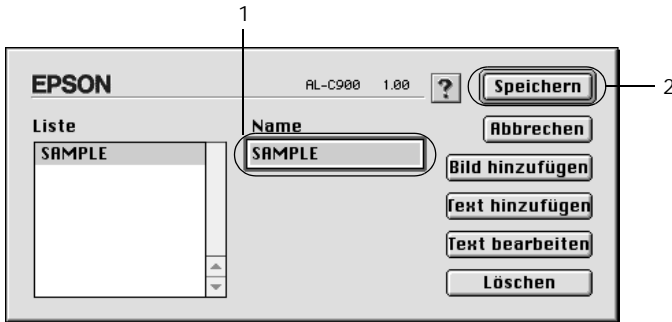 1
EPSON
AL-C900 1.00
?
Speichern
2
Liste
Name
Abbrechen
SAMPLE
SAMPLE
Bild hinzufügen
Text hinzufügen
Text bearbeiten
Löschen